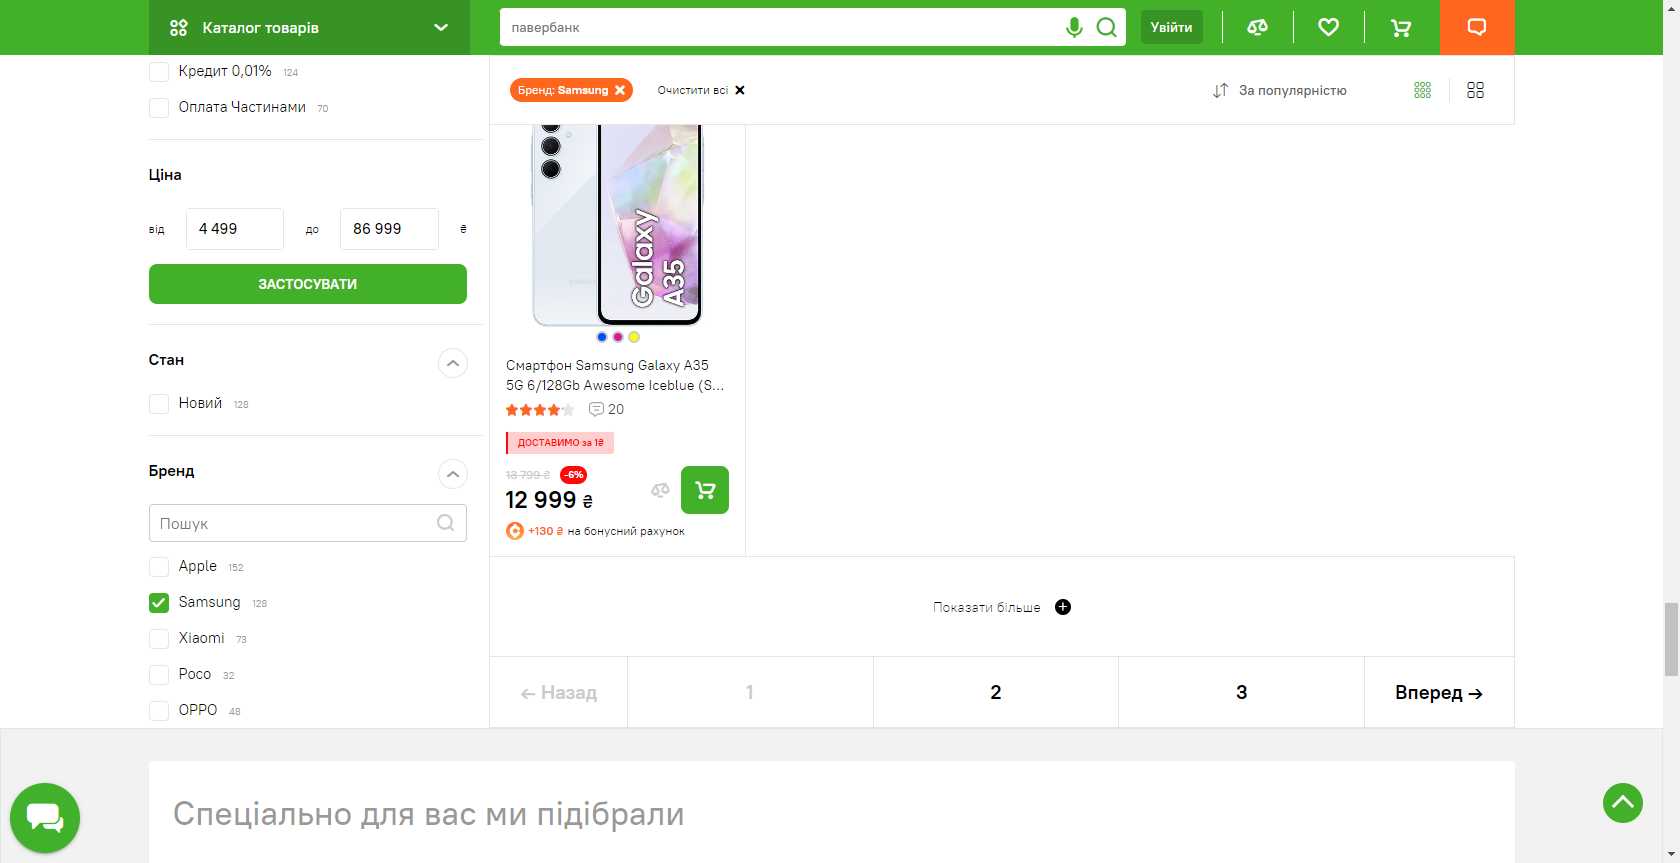 Каталог товарів
павербанк
Увійти
Кредит 0,01% 124
Оплата Частинами 70
Ціна
від 4 499 до 86 999 ₴
ЗАСТОСУВАТИ
Стан
Новий 128
Бренд
Пошук
Apple 152
Samsung 128
Xiaomi 73
Poco 32
OPPO 48
Бренд: Samsung
Очистити всі
За популярністю
Galaxy
A35
Смартфон Samsung Galaxy A35
5G 6/128Gb Awesome Iceblue (S...
20
ДОСТАВИМО за 1₴
13 799 ₴ -6%
12 999 ₴
+130 ₴ на бонусний рахунок
Показати більше
← Назад 1 2 3 Вперед →
Спеціально для вас ми підібрали